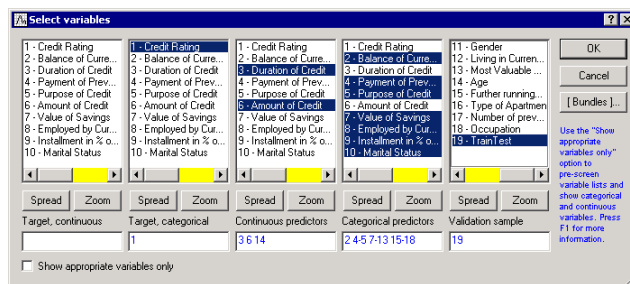 Select variables
1 - Credit Rating
2 - Balance of Curre...
3 - Duration of Credit
4 - Payment of Prev...
5 - Purpose of Credit
6 - Amount of Credit
7 - Value of Savings
8 - Employed by Cur...
9 - Installment in % o...
10 - Marital Status
Spread Zoom
Target, continuous
1 - Credit Rating
2 - Balance of Curre...
3 - Duration of Credit
4 - Payment of Prev...
5 - Purpose of Credit
6 - Amount of Credit
7 - Value of Savings
8 - Employed by Cur...
9 - Installment in % o...
10 - Marital Status
Spread Zoom
Target, categorical
1
1 - Credit Rating
2 - Balance of Curre...
3 - Duration of Credit
4 - Payment of Prev...
5 - Purpose of Credit
6 - Amount of Credit
7 - Value of Savings
8 - Employed by Cur...
9 - Installment in % o...
10 - Marital Status
Spread Zoom
Continuous predictors
3 6 14
1 - Credit Rating
2 - Balance of Curre...
3 - Duration of Credit
4 - Payment of Prev...
5 - Purpose of Credit
6 - Amount of Credit
7 - Value of Savings
8 - Employed by Cur...
9 - Installment in % o...
10 - Marital Status
Spread Zoom
Categorical predictors
2 4-5 7-13 15-18
11 - Gender
12 - Living in Curren...
13 - Most Valuable ...
14 - Age
15 - Further running...
16 - Type of Apartmen
17 - Number of prev...
18 - Occupation
19 - TrainTest
Spread Zoom
Validation sample
19
OK
Cancel
[ Bundles ]...
Use the "Show
appropriate
variables only"
option to
pre-screen
variable lists and
show categorical
and continuous
variables. Press
F1 for more
information.
Show appropriate variables only